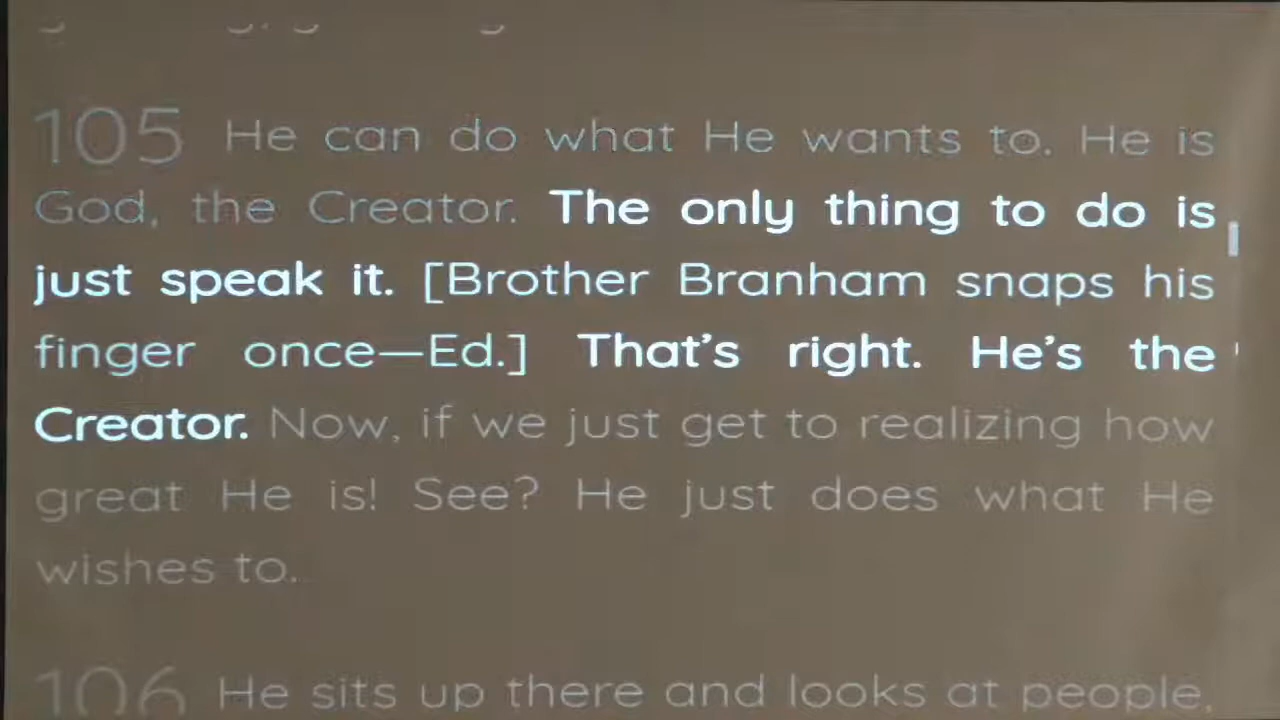 105 He can do what He wants to. He is
God, the Creator. The only thing to do is
just speak it. [Brother Branham snaps his
finger once—Ed.] That’s right. He’s the
Creator. Now, if we just get to realizing how
great He is! See? He just does what He
wishes to.
106 He sits up there and looks at people,